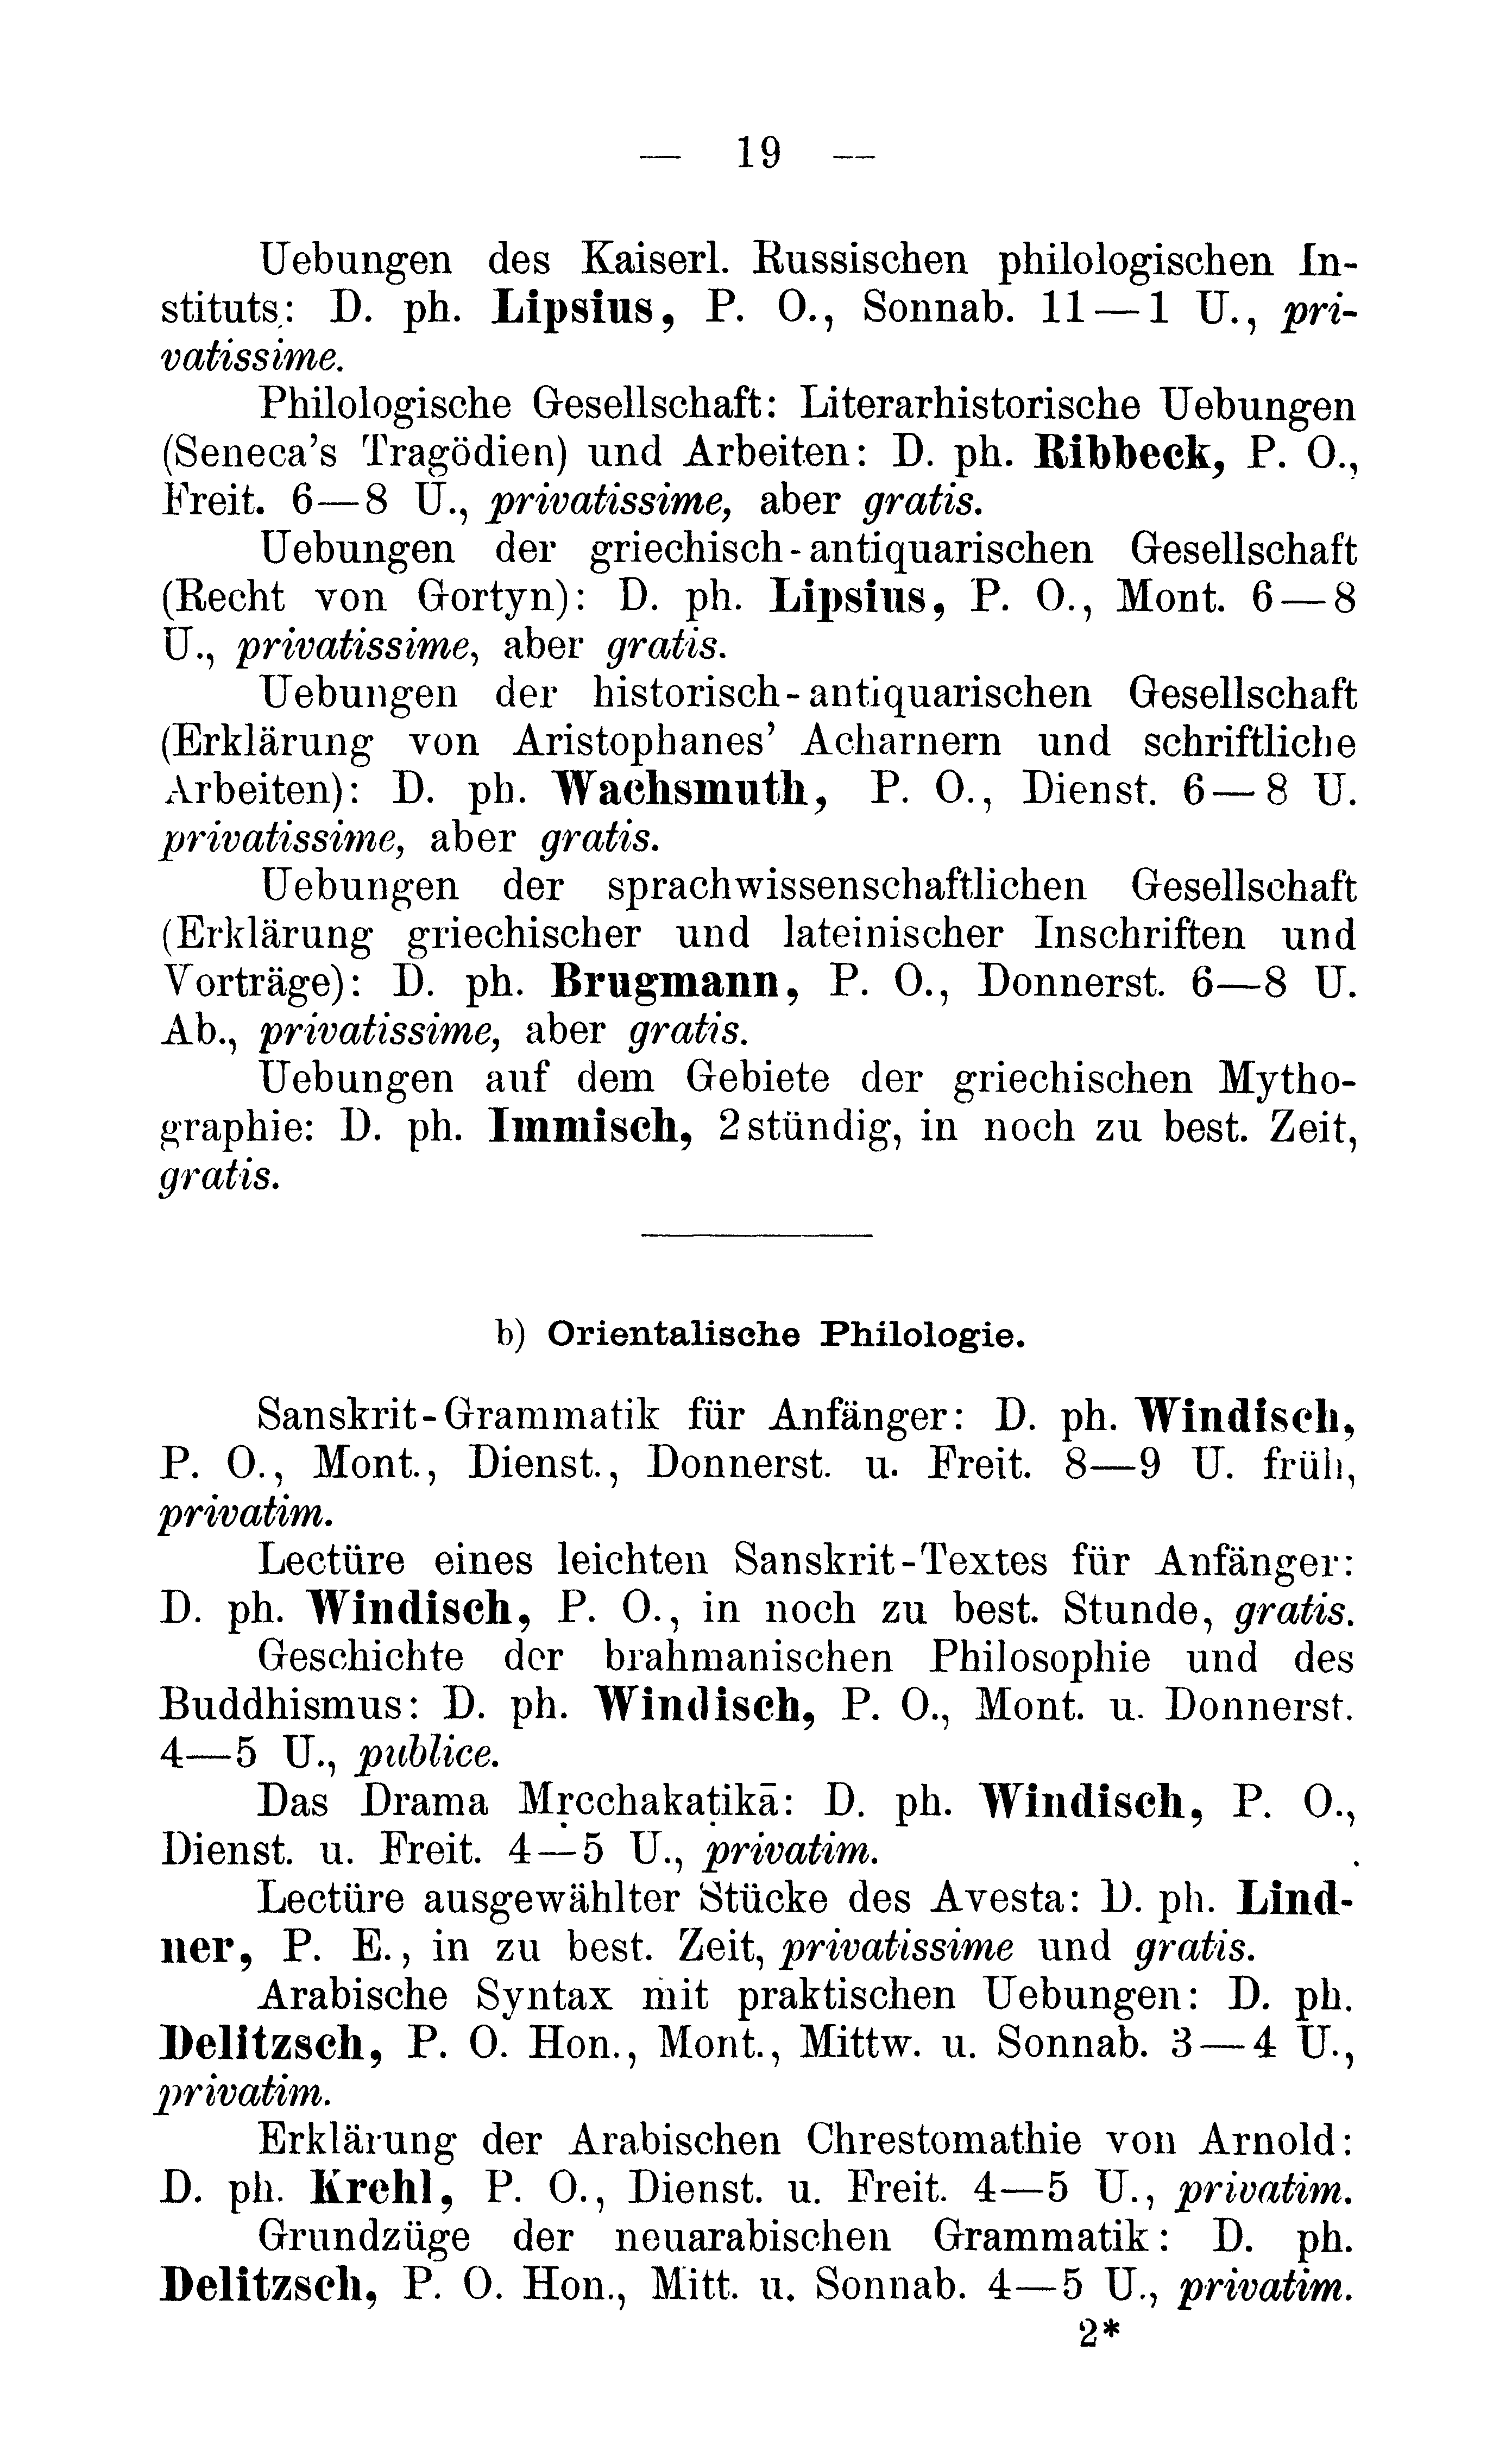 — 19 —
Uebungen des Kaiserl. Russischen philologischen In-
stituts: D. ph. Lipsius, P. O., Sonnab. 11—1 U., pri-
vatissime.
Philologische Gesellschaft: Literarhistorische Uebungen
(Seneca's Tragödien) und Arbeiten: D. ph. Ribbeck, P. O.,
Freit. 6—8 U., privatissime, aber gratis.
Uebungen der griechisch-antiquarischen Gesellschaft
(Recht von Gortyn): D. ph. Lipsius, P. O., Mont. 6—8
U., privatissime, aber gratis.
Uebungen der historisch-antiquarischen Gesellschaft
(Erklärung von Aristophanes' Acharnern und schriftliche
Arbeiten): D. ph. Wachsmuth, P. O., Dienst. 6—8 U.
privatissime, aber gratis.
Uebungen der sprachwissenschaftlichen Gesellschaft
(Erklärung griechischer und lateinischer Inschriften und
Vorträge): D. ph. Brugmann, P. O., Donnerst. 6—8 U.
Ab., privatissime, aber gratis.
Uebungen auf dem Gebiete der griechischen Mytho-
graphie: D. ph. Immisch, 2stündig, in noch zu best. Zeit,
gratis.
b) Orientalische Philologie.
Sanskrit-Grammatik für Anfänger: D. ph. Windisch,
P. O., Mont., Dienst., Donnerst. u. Freit. 8—9 U. früh,
privatim.
Lectüre eines leichten Sanskrit-Textes für Anfänger:
D. ph. Windisch, P. O., in noch zu best. Stunde, gratis.
Geschichte der brahmanischen Philosophie und des
Buddhismus: D. ph. Windisch, P. O., Mont. u. Donnerst.
4—5 U., publice.
Das Drama Mṛcchakaṭikā: D. ph. Windisch, P. O.,
Dienst. u. Freit. 4—5 U., privatim.
Lectüre ausgewählter Stücke des Avesta: D. ph. Lind-
ner, P. E., in zu best. Zeit, privatissime und gratis.
Arabische Syntax mit praktischen Uebungen: D. ph.
Delitzsch, P. O. Hon., Mont., Mittw. u. Sonnab. 3—4 U.,
privatim.
Erklärung der Arabischen Chrestomathie von Arnold:
D. ph. Krehl, P. O., Dienst. u. Freit. 4—5 U., privatim.
Grundzüge der neuarabischen Grammatik: D. ph.
Delitzsch, P. O. Hon., Mitt. u. Sonnab. 4—5 U., privatim.
2*